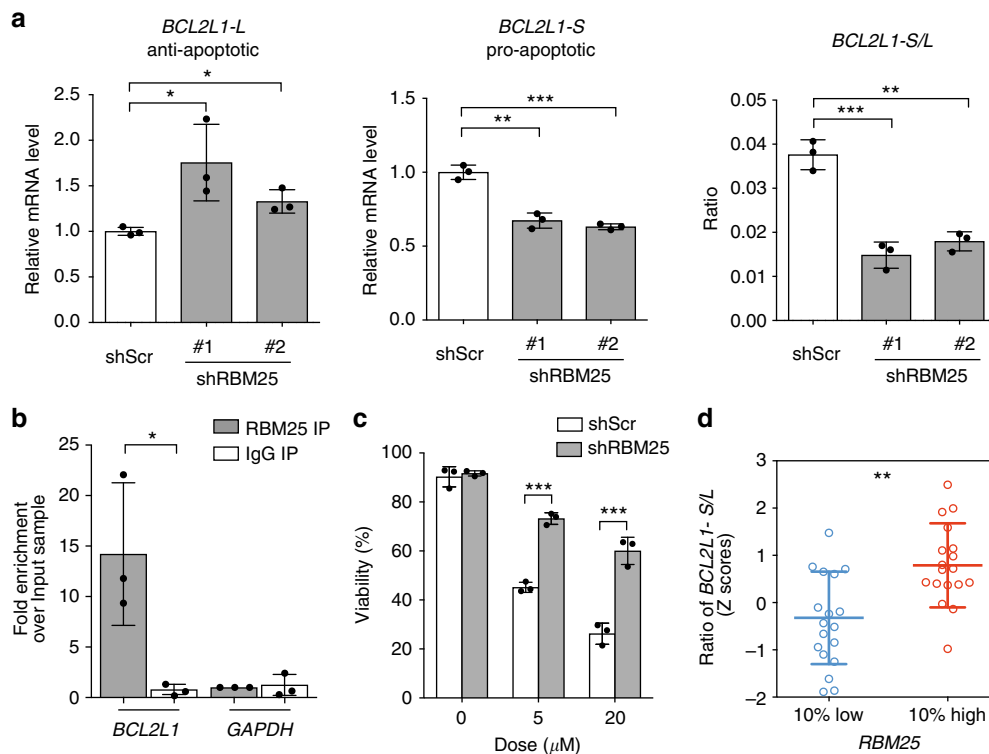 a
BCL2L1-L
anti-apoptotic
Relative mRNA level
2.5
2.0
1.5
1.0
0.5
0.0
*
*
shScr
#1
#2
shRBM25
BCL2L1-S
pro-apoptotic
Relative mRNA level
1.5
1.0
0.5
0.0
***
**
shScr
#1
#2
shRBM25
BCL2L1-S/L
Ratio
0.05
0.04
0.03
0.02
0.01
0.00
**
***
shScr
#1
#2
shRBM25
b
RBM25 IP
IgG IP
Fold enrichment
over Input sample
25
20
15
10
5
0
*
BCL2L1
GAPDH
c
shScr
shRBM25
Viability (%)
100
80
60
40
20
0
***
***
0
5
20
Dose (μM)
d
Ratio of BCL2L1- S/L
(Z scores)
3
2
1
0
−1
−2
**
10% low
10% high
RBM25